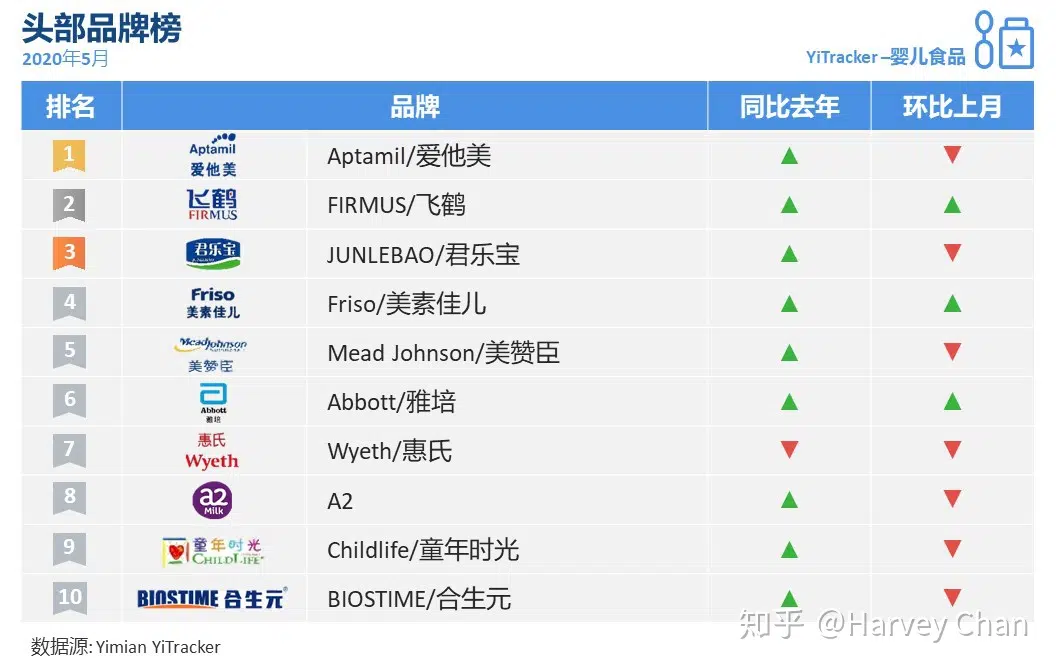 头部品牌榜
2020年5月
YiTracker –婴儿食品
排名 品牌 同比去年 环比上月
1 Aptamil 爱他美 Aptamil/爱他美 ▲ ▼
2 飞鹤 FIRMUS FIRMUS/飞鹤 ▲ ▲
3 君乐宝 JUNLEBAO/君乐宝 ▲ ▼
4 Friso 美素佳儿 Friso/美素佳儿 ▲ ▲
5 MeadJohnson 美赞臣 Mead Johnson/美赞臣 ▲ ▼
6 Abbott 雅培 Abbott/雅培 ▲ ▲
7 惠氏 Wyeth Wyeth/惠氏 ▼ ▼
8 a2 Milk A2 ▲ ▼
9 童年时光 CHILDLIFE Childlife/童年时光 ▲ ▼
10 BIOSTIME 合生元 BIOSTIME/合生元 ▲ ▼
知乎 @Harvey Chan
数据源: Yimian YiTracker